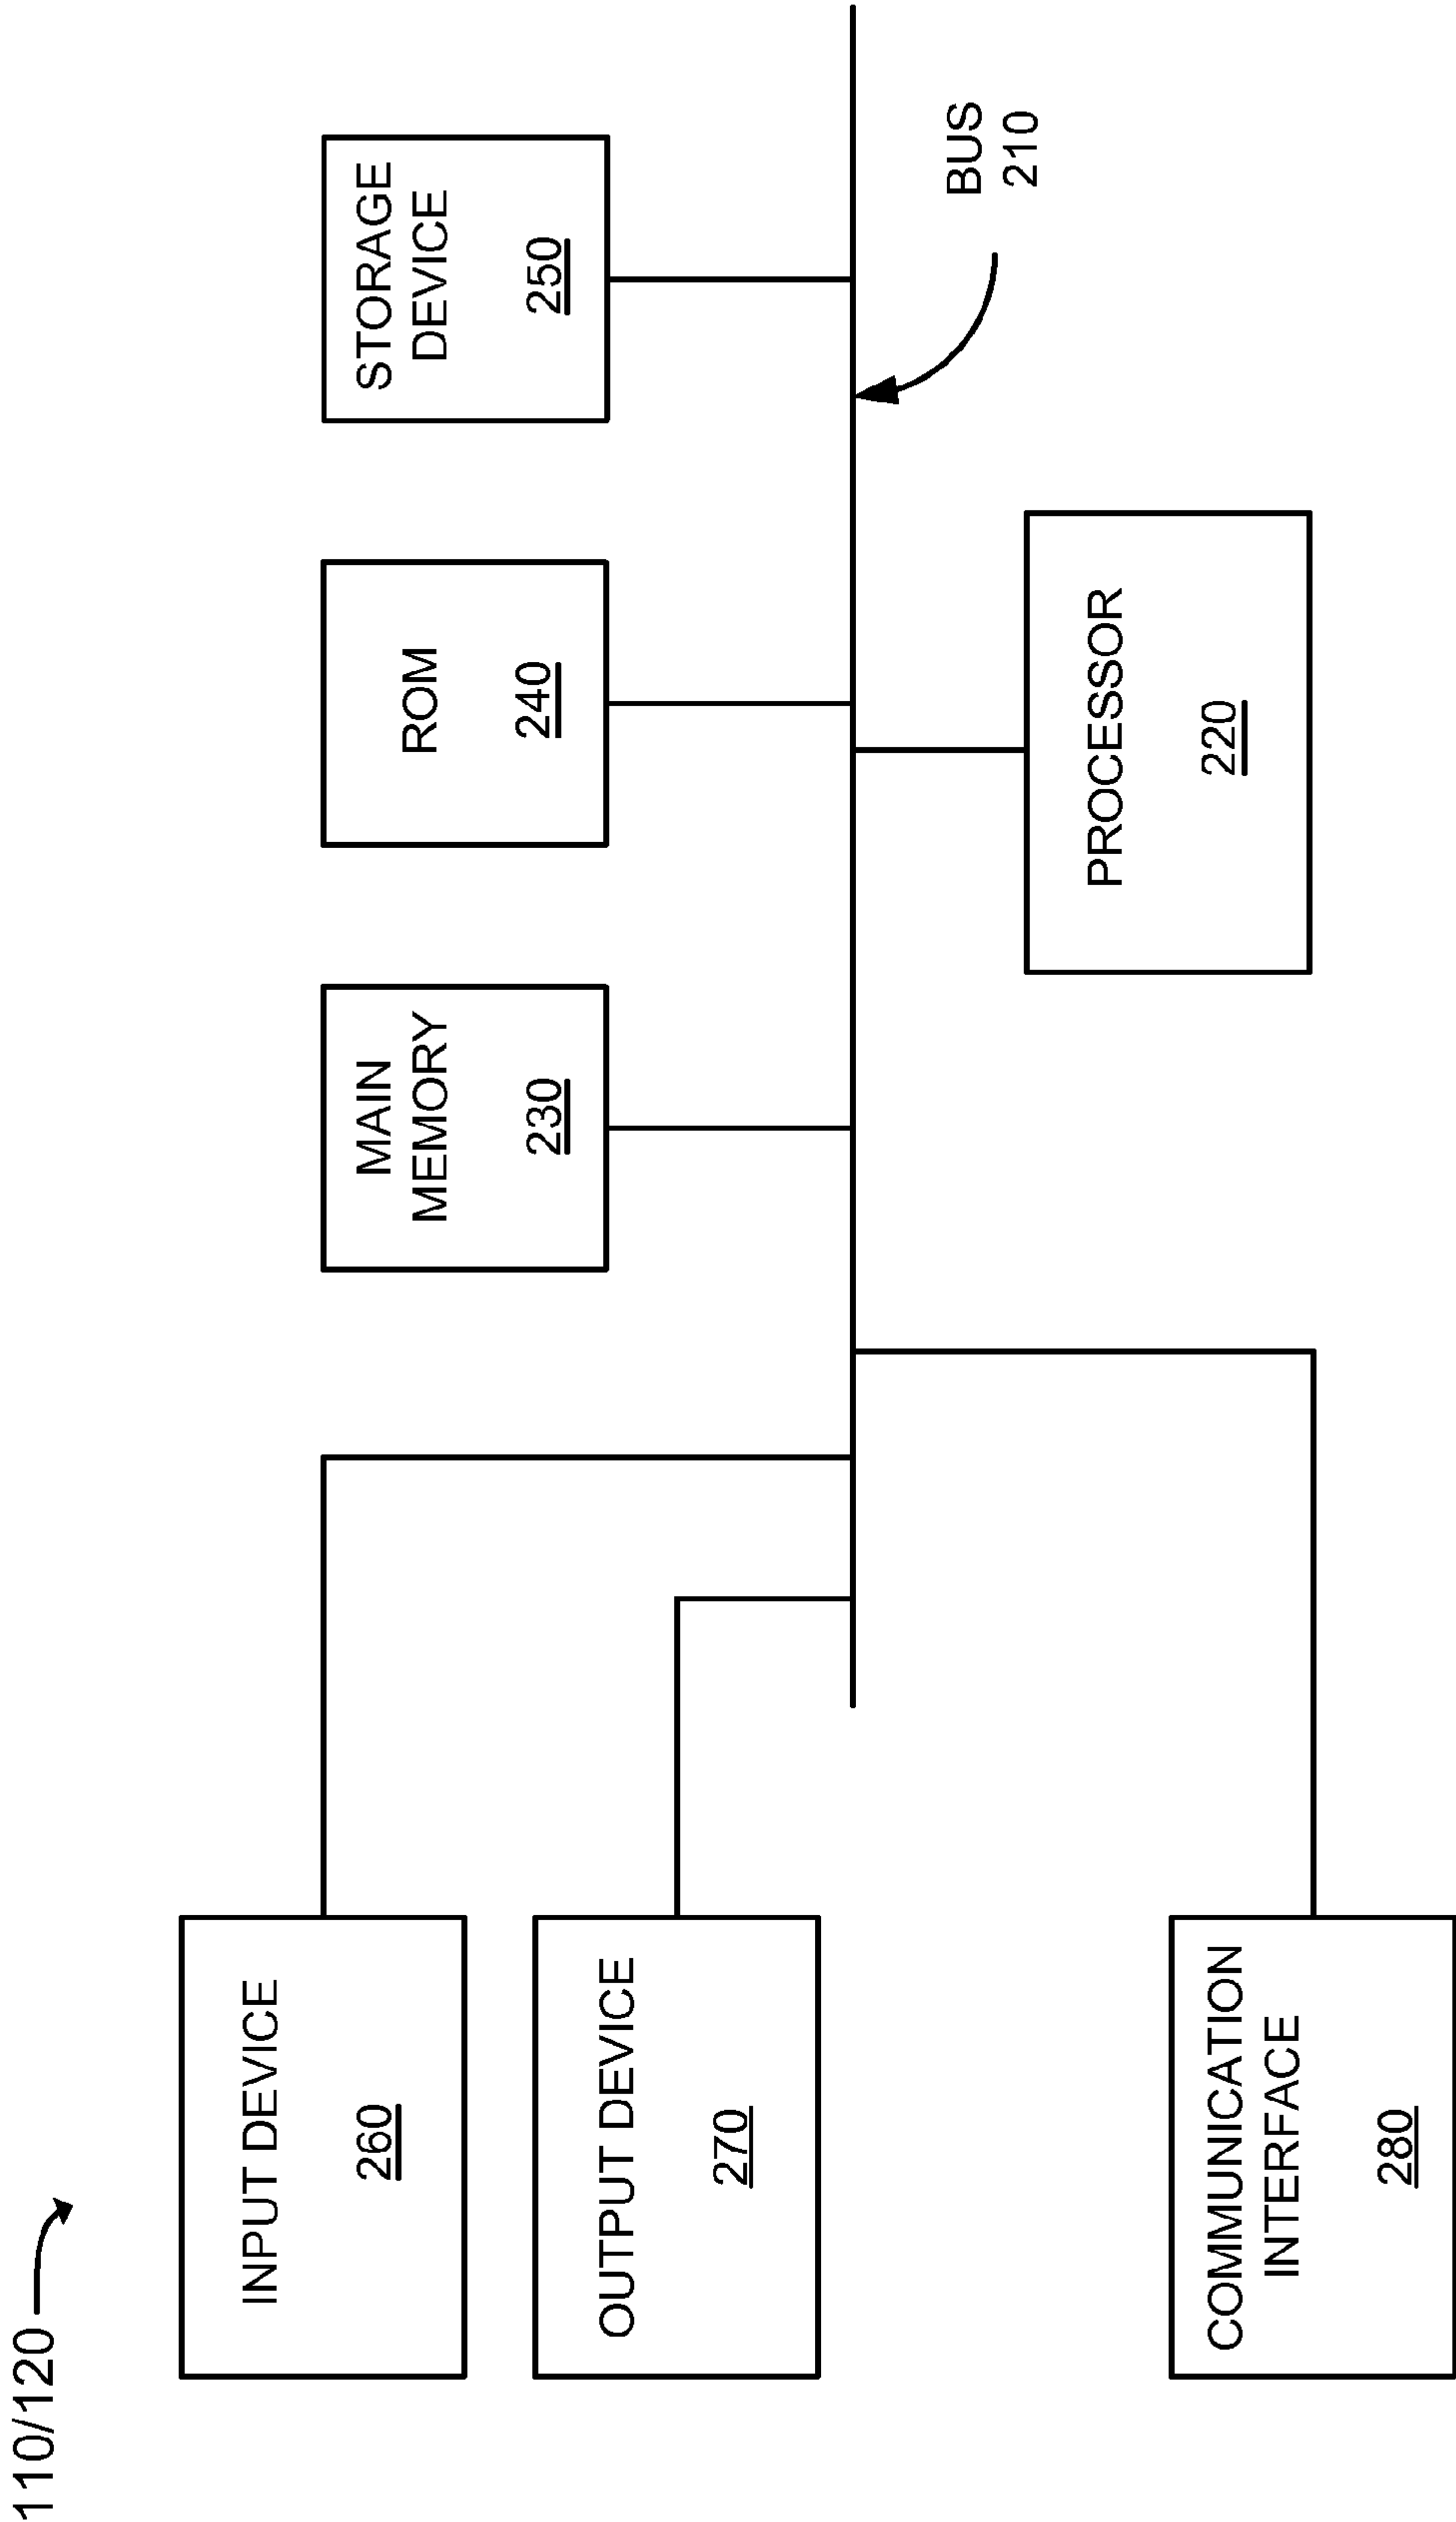 110/120
INPUT DEVICE
260
OUTPUT DEVICE
270
COMMUNICATION
INTERFACE
280
MAIN
MEMORY
230
ROM
240
STORAGE
DEVICE
250
PROCESSOR
220
BUS
210